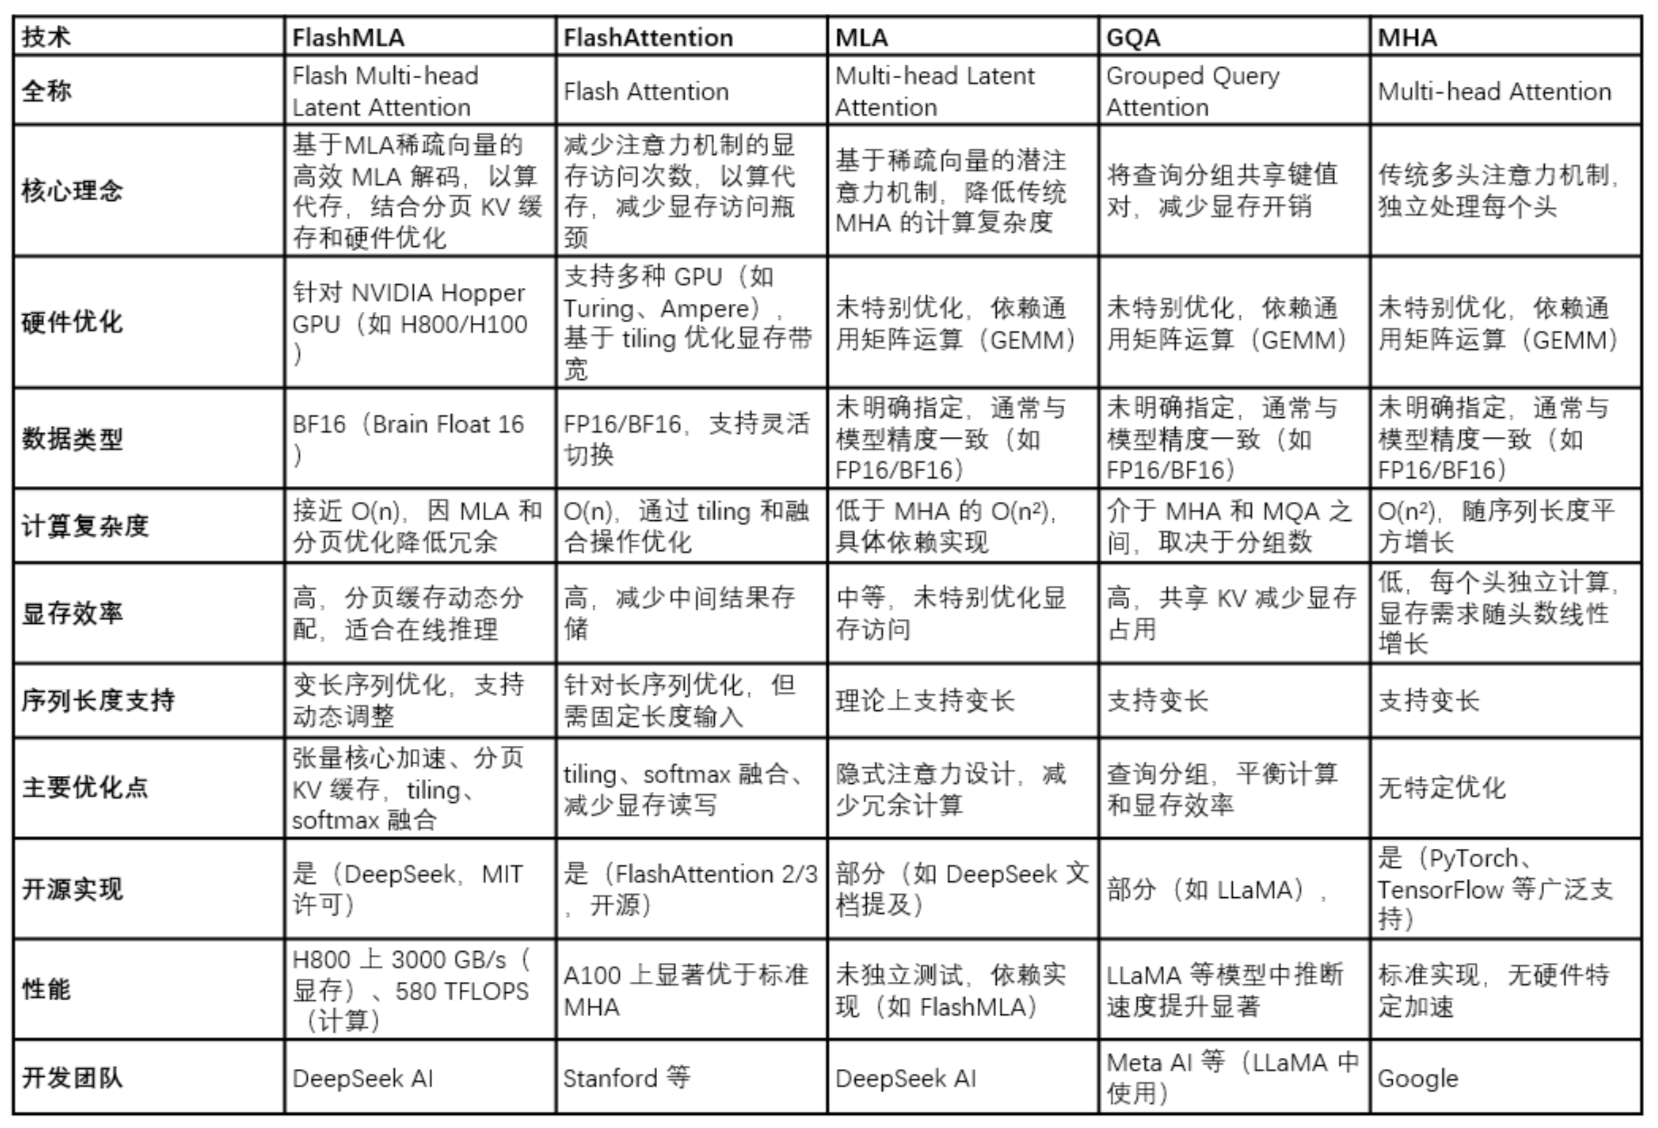 技术 FlashMLA FlashAttention MLA GQA MHA
全称
Flash Multi-head
Latent Attention
Flash Attention
Multi-head Latent
Attention
Grouped Query
Attention
Multi-head Attention
核心理念
基于MLA稀疏向量的
高效 MLA 解码，以算
代存，结合分页 KV 缓
存和硬件优化
减少注意力机制的显
存访问次数，以算代
存，减少显存访问瓶
颈
基于稀疏向量的潜注
意力机制，降低传统
MHA 的计算复杂度
将查询分组共享键值
对，减少显存开销
传统多头注意力机制，
独立处理每个头
硬件优化
针对 NVIDIA Hopper
GPU（如 H800/H100
）
支持多种 GPU（如
Turing、Ampere），
基于 tiling 优化显存带
宽
未特别优化，依赖通
用矩阵运算（GEMM）
未特别优化，依赖通
用矩阵运算（GEMM）
未特别优化，依赖通
用矩阵运算（GEMM）
数据类型
BF16（Brain Float 16
）
FP16/BF16，支持灵活
切换
未明确指定，通常与
模型精度一致（如
FP16/BF16）
未明确指定，通常与
模型精度一致（如
FP16/BF16）
未明确指定，通常与
模型精度一致（如
FP16/BF16）
计算复杂度
接近 O(n)，因 MLA 和
分页优化降低冗余
O(n)，通过 tiling 和融
合操作优化
低于 MHA 的 O(n²)，
具体依赖实现
介于 MHA 和 MQA 之
间，取决于分组数
O(n²)，随序列长度平
方增长
显存效率
高，分页缓存动态分
配，适合在线推理
高，减少中间结果存
储
中等，未特别优化显
存访问
高，共享 KV 减少显存
占用
低，每个头独立计算，
显存需求随头数线性
增长
序列长度支持
变长序列优化，支持
动态调整
针对长序列优化，但
需固定长度输入
理论上支持变长
支持变长
支持变长
主要优化点
张量核心加速、分页
KV 缓存，tiling、
softmax 融合
tiling、softmax 融合、
减少显存读写
隐式注意力设计，减
少冗余计算
查询分组，平衡计算
和显存效率
无特定优化
开源实现
是（DeepSeek，MIT
许可）
是（FlashAttention 2/3
，开源）
部分（如 DeepSeek 文
档提及）
部分（如 LLaMA），
是（PyTorch、
TensorFlow 等广泛支
持）
性能
H800 上 3000 GB/s（
显存）、580 TFLOPS
（计算）
A100 上显著优于标准
MHA
未独立测试，依赖实
现（如 FlashMLA）
LLaMA 等模型中推断
速度提升显著
标准实现，无硬件特
定加速
开发团队
DeepSeek AI
Stanford 等
DeepSeek AI
Meta AI 等（LLaMA 中
使用）
Google